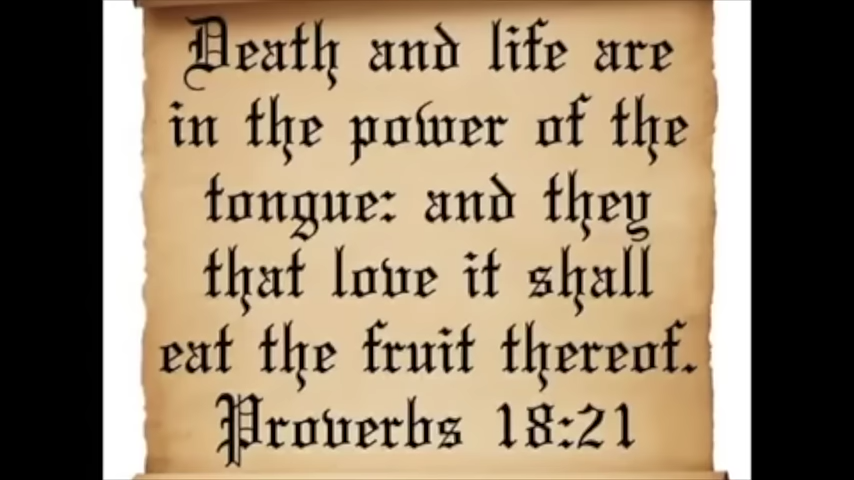 Death and life are
in the power of the
tongue: and they
that love it shall
eat the fruit thereof.
Proverbs 18:21